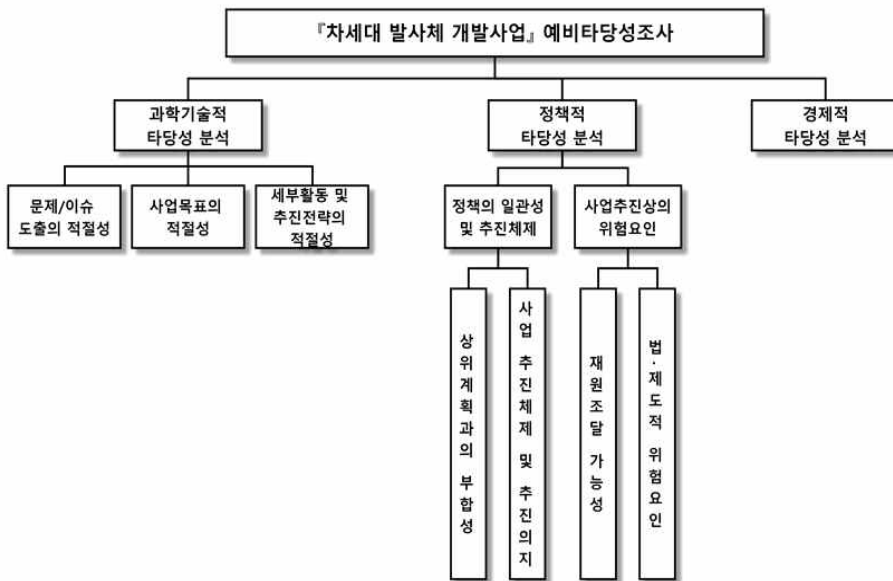 『차세대 발사체 개발사업』 예비타당성조사
과학기술적
타당성 분석
정책적
타당성 분석
경제적
타당성 분석
문제/이슈
도출의 적절성
사업목표의
적절성
세부활동 및
추진전략의
적절성
정책의 일관성
및 추진체제
사업추진상의
위험요인
상위계획과의 부합성
사업 추진체제 및 추진의지
재원조달 가능성
법·제도적 위험요인